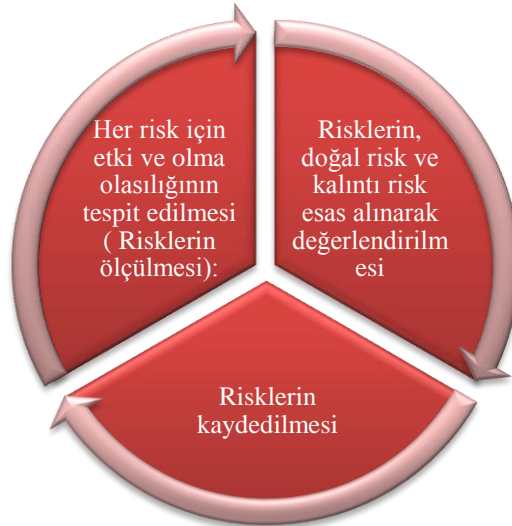 Her risk için
etki ve olma
olasılığının
tespit edilmesi
( Risklerin
ölçülmesi):
Risklerin,
doğal risk ve
kalıntı risk
esas alınarak
değerlendirilm
esi
Risklerin
kaydedilmesi